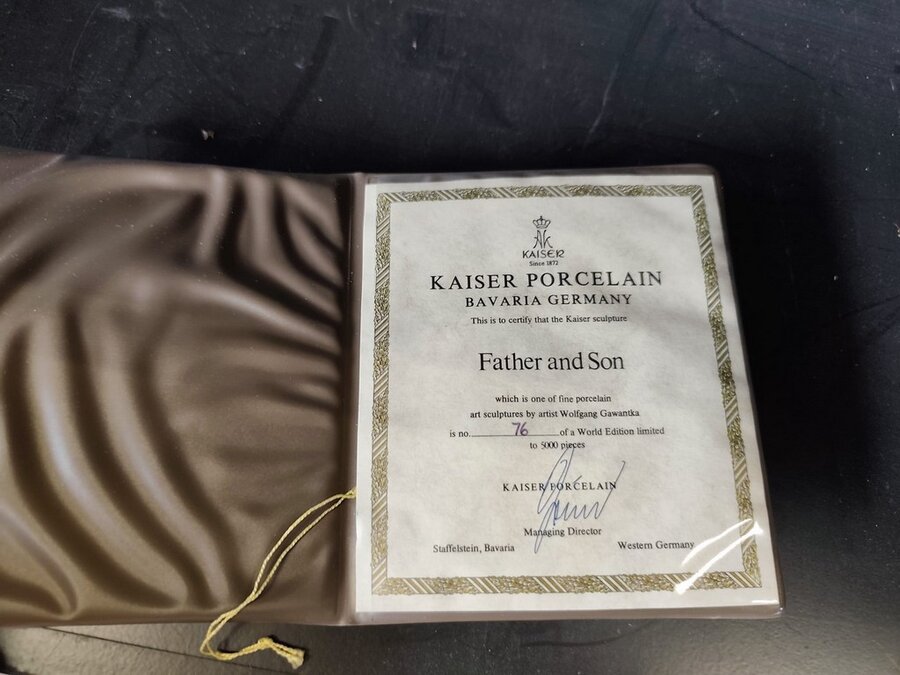 AK
KAISER
Since 1872
KAISER PORCELAIN
BAVARIA GERMANY
This is to certify that the Kaiser sculpture
Father and Son
which is one of fine porcelain
art sculptures by artist Wolfgang Gawantka
is no. 76 of a World Edition limited
to 5000 pieces
KAISER PORCELAIN
Managing Director
Staffelstein, Bavaria Western Germany